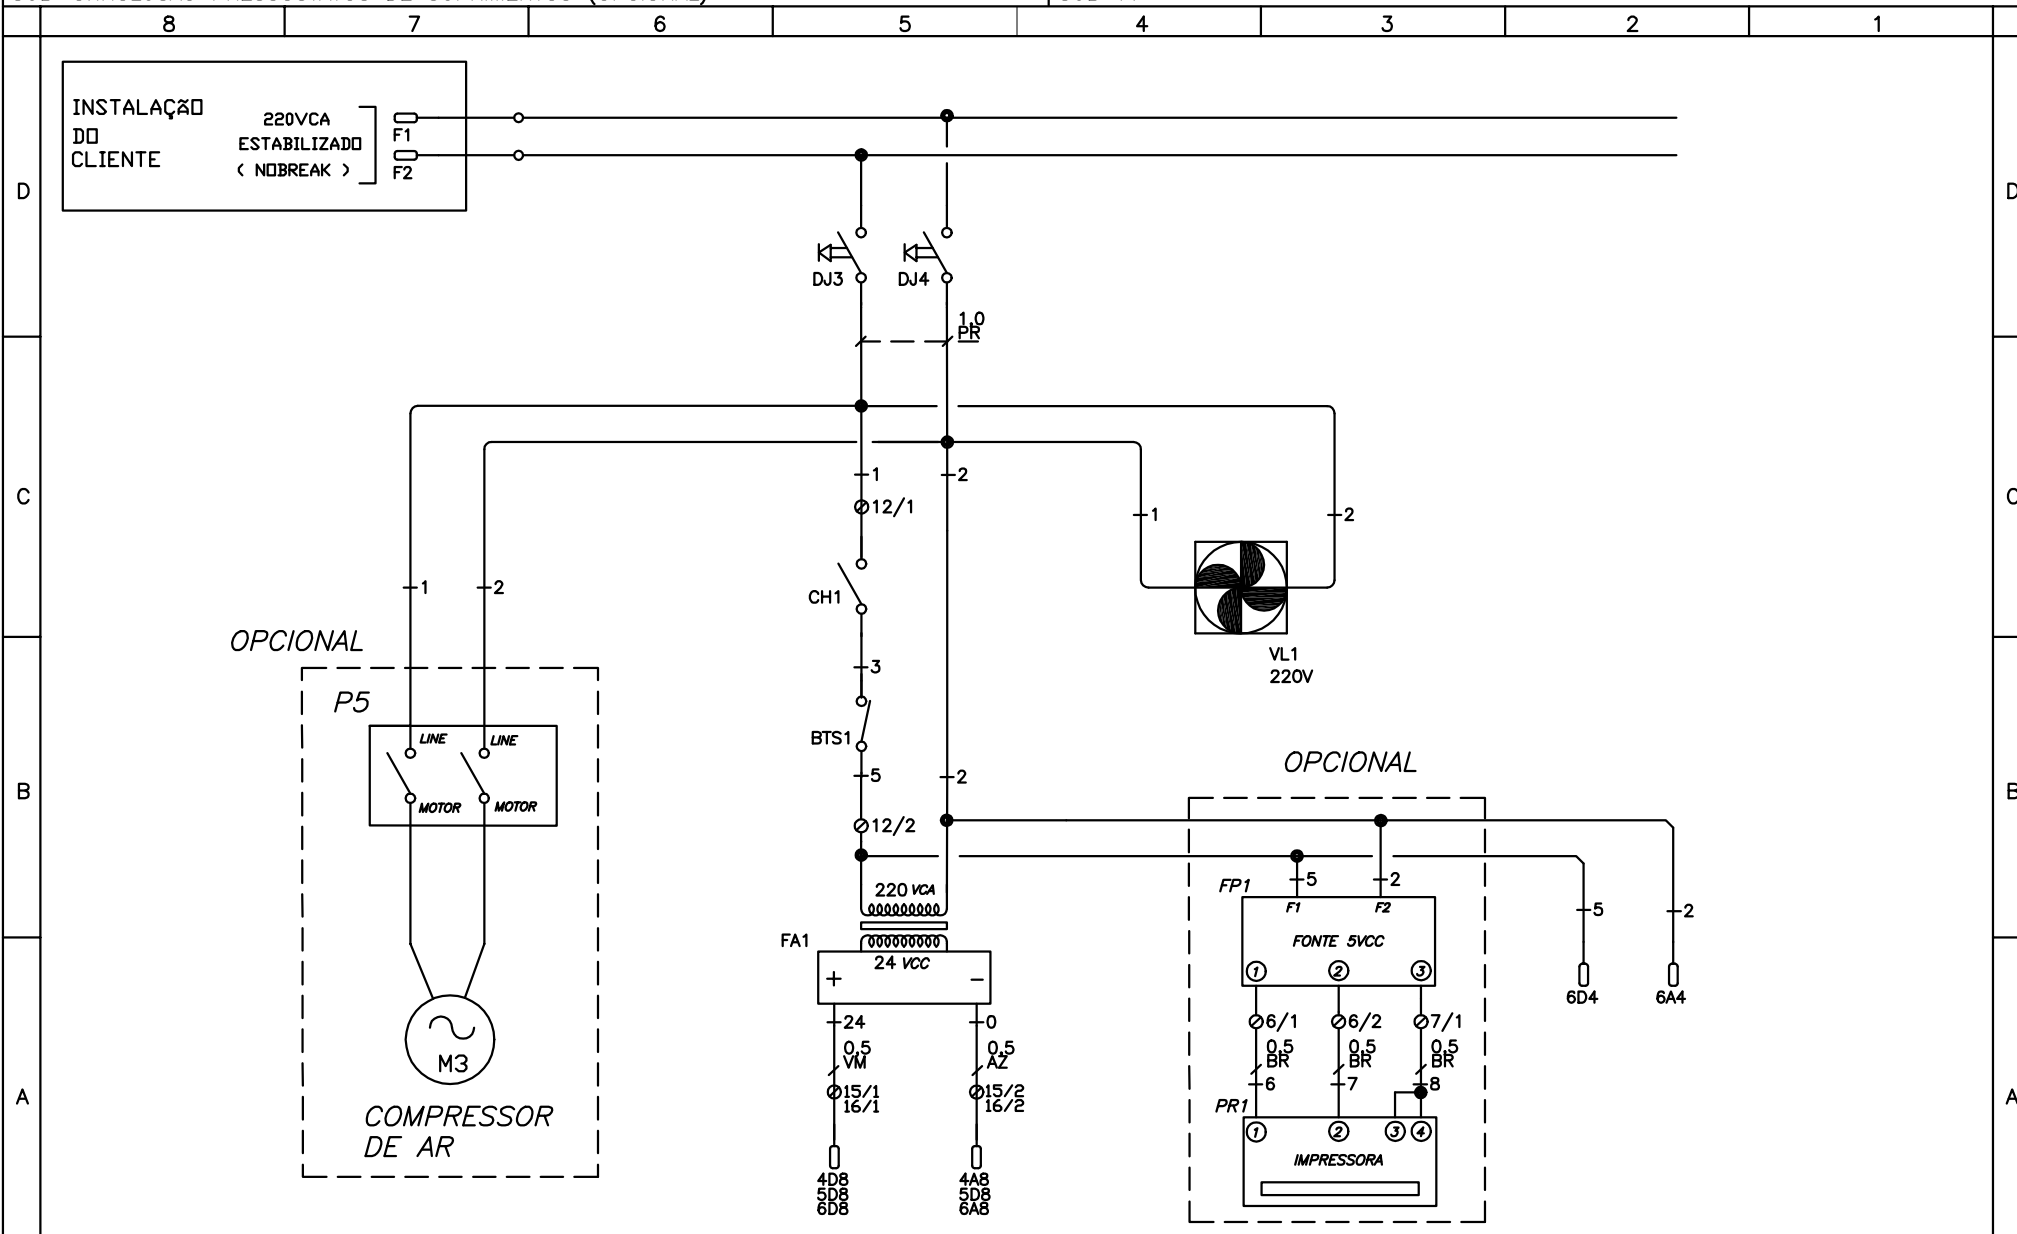 8 7 6 5 4 3 2 1
INSTALAÇÃO
DO
CLIENTE
220VCA
ESTABILIZADO
( NOBREAK )
F1
F2
D
D
DJ3
DJ4
1,0
PR
C
1
2
12/1
1
2
CH1
1
2
3
OPCIONAL
P5
LINE
LINE
MOTOR
MOTOR
VL1
220V
BTS1
5
2
12/2
B
B
OPCIONAL
220 VCA
FA1
24 VCC
+
-
FP1
5
2
F1
F2
FONTE 5VCC
1
2
3
5
2
6D4
6A4
24
0
0,5
VM
0,5
AZ
15/1
16/1
15/2
16/2
4D8
5D8
6D8
4A8
5D8
6A8
6/1
6/2
7/1
0,5
BR
0,5
BR
0,5
BR
6
7
8
PR1
1
2
3
4
IMPRESSORA
A
M3
COMPRESSOR
DE AR